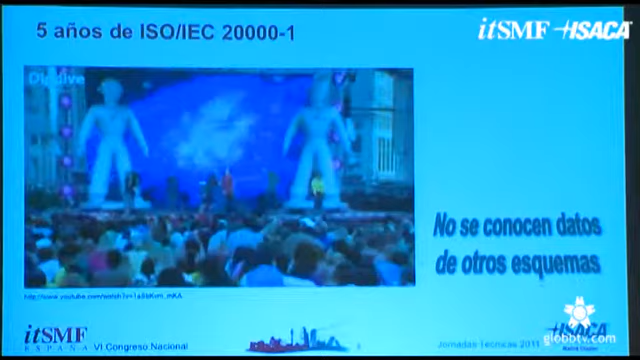 5 años de ISO/IEC 20000-1
itSMF ISACA
No se conocen datos
de otros esquemas
itSMF
ESPAÑA VI Congreso Nacional
Jornadas Técnicas 2011
ISACA
globbtv.com